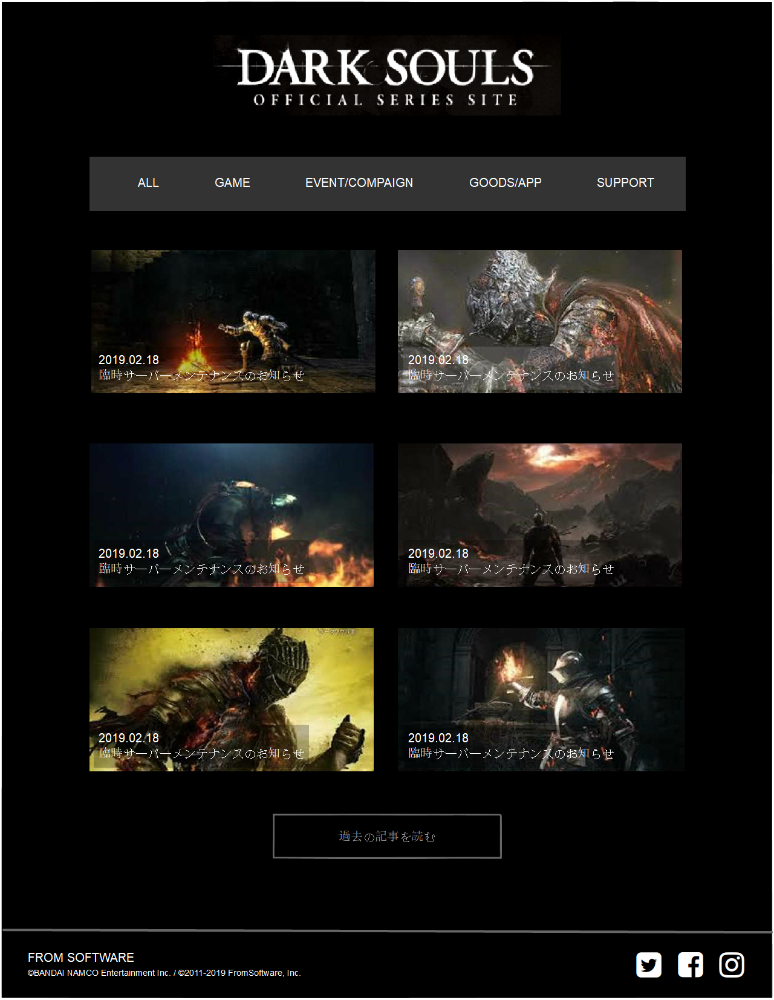 DARK SOULS
OFFICIAL SERIES SITE
ALL GAME EVENT/COMPAIGN GOODS/APP SUPPORT
2019.02.18
臨時サーバーメンテナンスのお知らせ
2019.02.18
臨時サーバーメンテナンスのお知らせ
2019.02.18
臨時サーバーメンテナンスのお知らせ
2019.02.18
臨時サーバーメンテナンスのお知らせ
2019.02.18
臨時サーバーメンテナンスのお知らせ
2019.02.18
臨時サーバーメンテナンスのお知らせ
過去の記事を読む
FROM SOFTWARE
©BANDAI NAMCO Entertainment Inc. / ©2011-2019 FromSoftware, Inc.